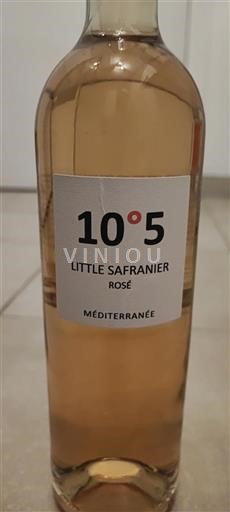 10°5
VINIOU
LITTLE SAFRANIER
ROSÉ
MÉDITERRANÉE